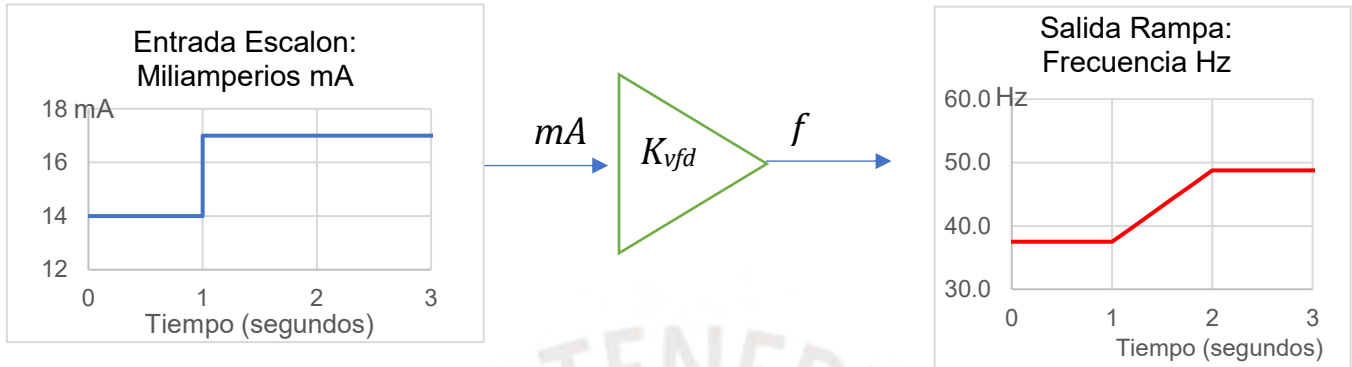 Entrada Escalon:
Miliamperios mA
18 mA
16
14
12
0 1 2 3
Tiempo (segundos)
mA
Kvfd
f
Salida Rampa:
Frecuencia Hz
60.0 Hz
50.0
40.0
30.0
0 1 2 3
Tiempo (segundos)
TENEB